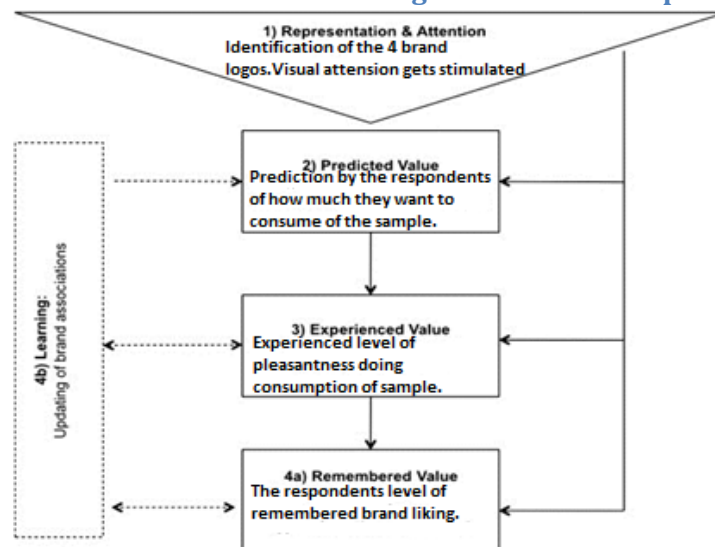 1) Representation & Attention
Identification of the 4 brand
logos.Visual attension gets stimulated
2) Predicted Value
Prediction by the respondents
of how much they want to
consume of the sample.
3) Experienced Value
Experienced level of
pleasantness doing
consumption of sample.
4a) Remembered Value
The respondents level of
remembered brand liking.
4b) Learning:
Updating of brand associations